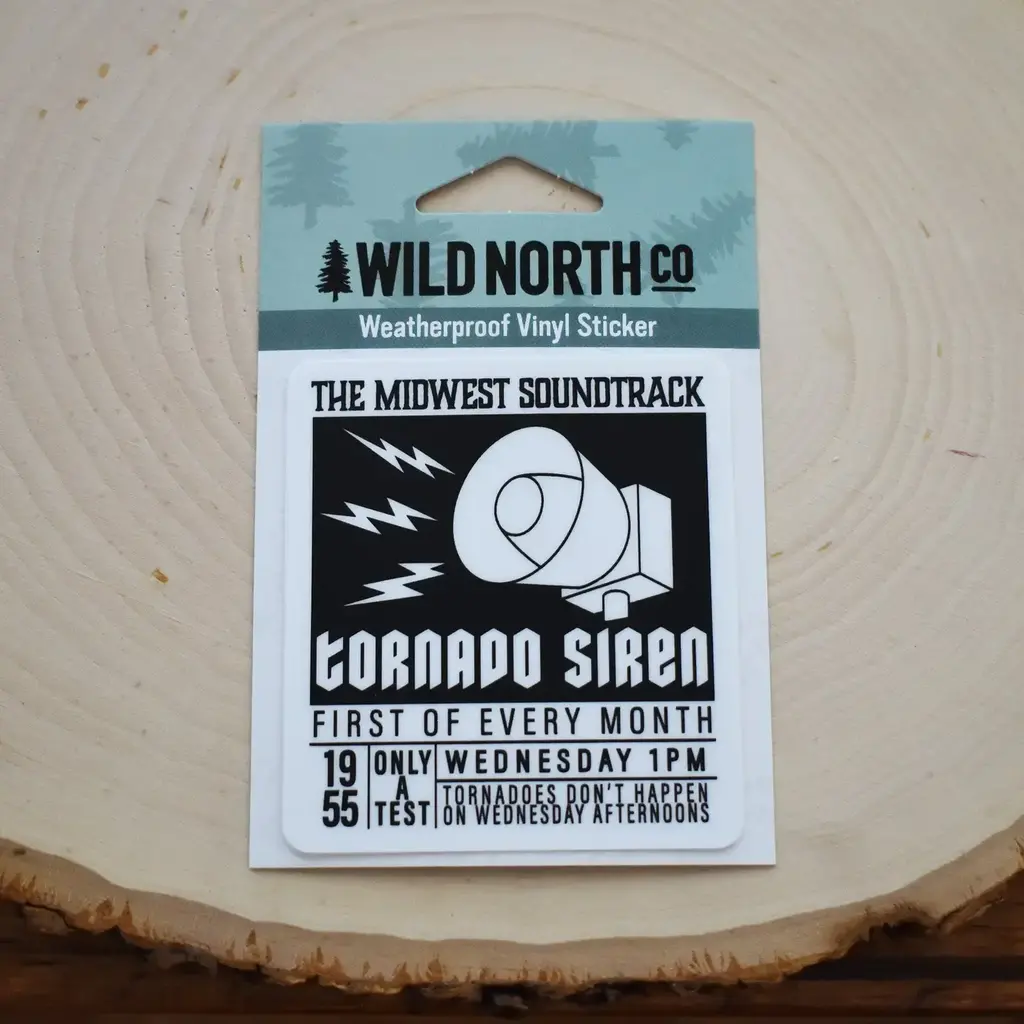 WILD NORTH CO
Weatherproof Vinyl Sticker
THE MIDWEST SOUNDTRACK
TORNADO SIREN
FIRST OF EVERY MONTH
19
55
ONLY
A
TEST
WEDNESDAY 1PM
TORNADOES DON'T HAPPEN
ON WEDNESDAY AFTERNOONS